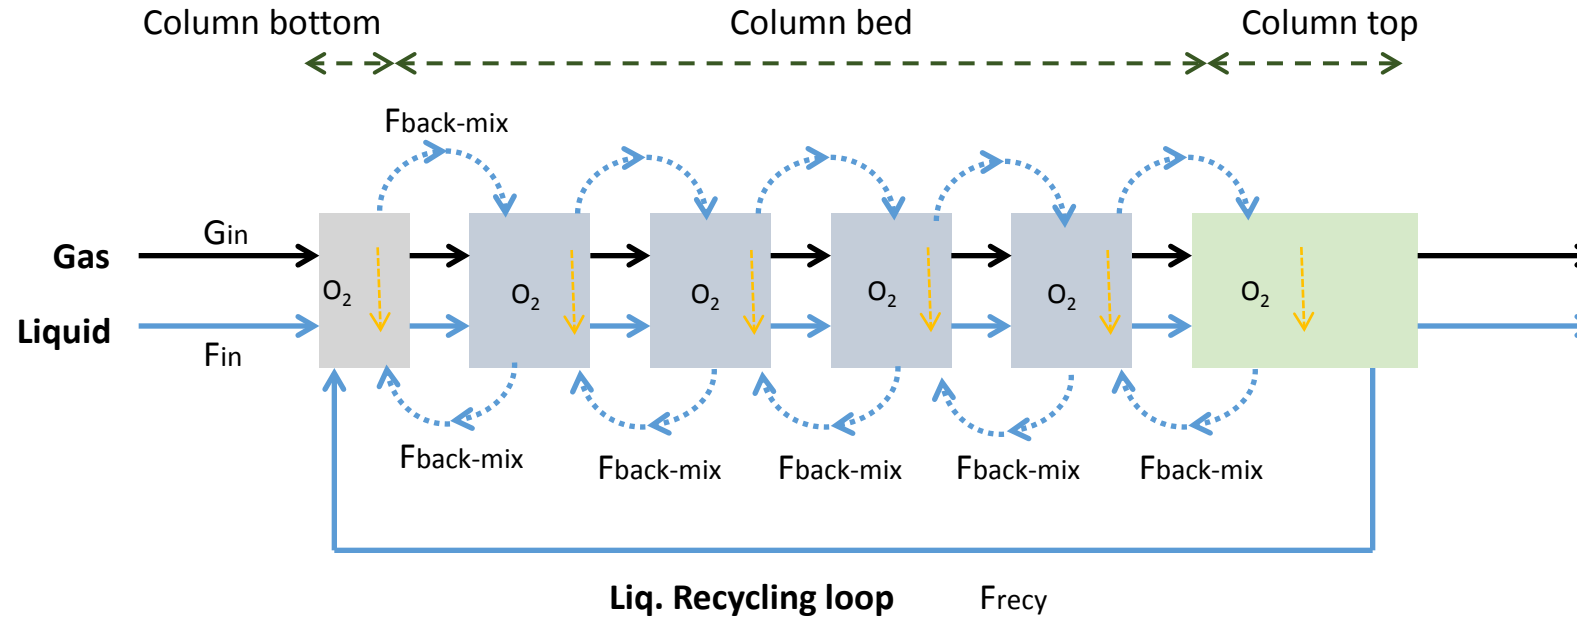 Column bottom
Column bed
Column top
Fback-mix
Gas
Gin
O2
O2
O2
O2
O2
O2
Liquid
Fin
Fback-mix
Fback-mix
Fback-mix
Fback-mix
Fback-mix
Liq. Recycling loop
Frecy